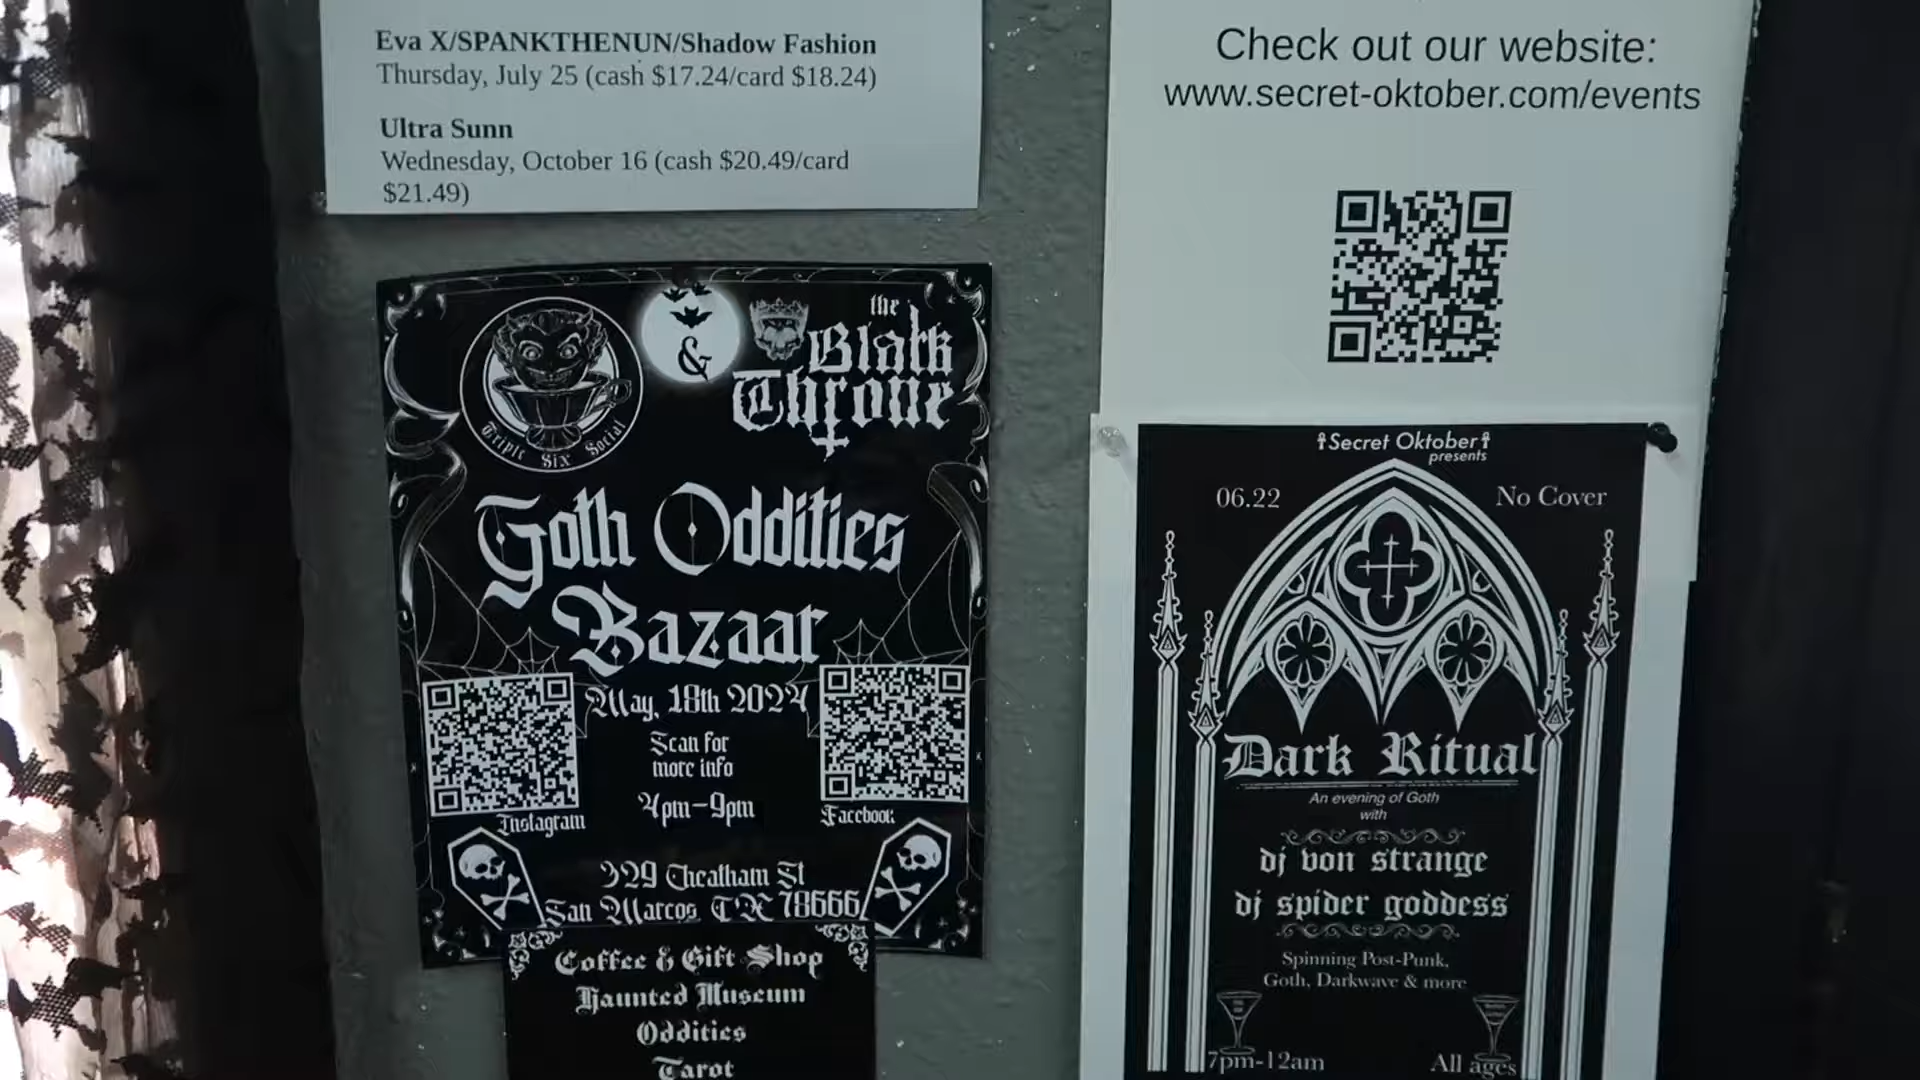 Eva X/SPANKTHENUN/Shadow Fashion
Thursday, July 25 (cash $17.24/card $18.24)
Ultra Sunn
Wednesday, October 16 (cash $20.49/card
$21.49)
Triple Six Social
&
the
Black
Throne
Goth Oddities
Bazaar
May, 18th 2024
Scan for
more info
4pm-9pm
Instagram
Facebook
329 Cheatham St
San Marcos, TX 78666
Coffee & Gift Shop
Haunted Museum
Oddities
Tarot
Check out our website:
www.secret-oktober.com/events
Secret Oktober
presents
06.22
No Cover
Dark Ritual
An evening of Goth
with
dj von strange
dj spider goddess
Spinning Post-Punk,
Goth, Darkwave & more
7pm-12am
All ages